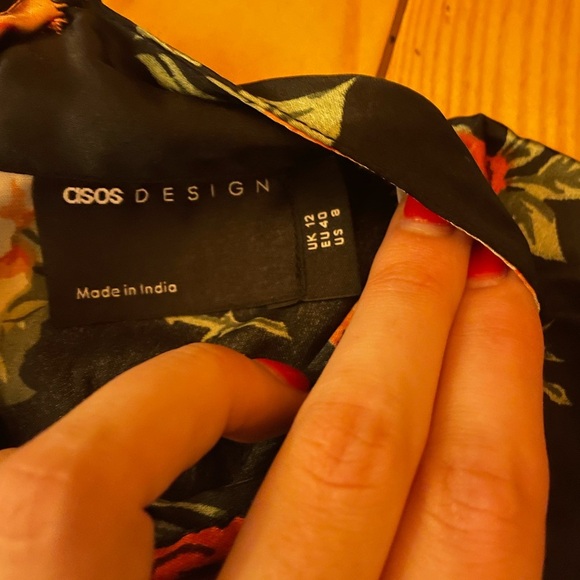 asos DESIGN
UK 12
EU 40
US 8
Made in India